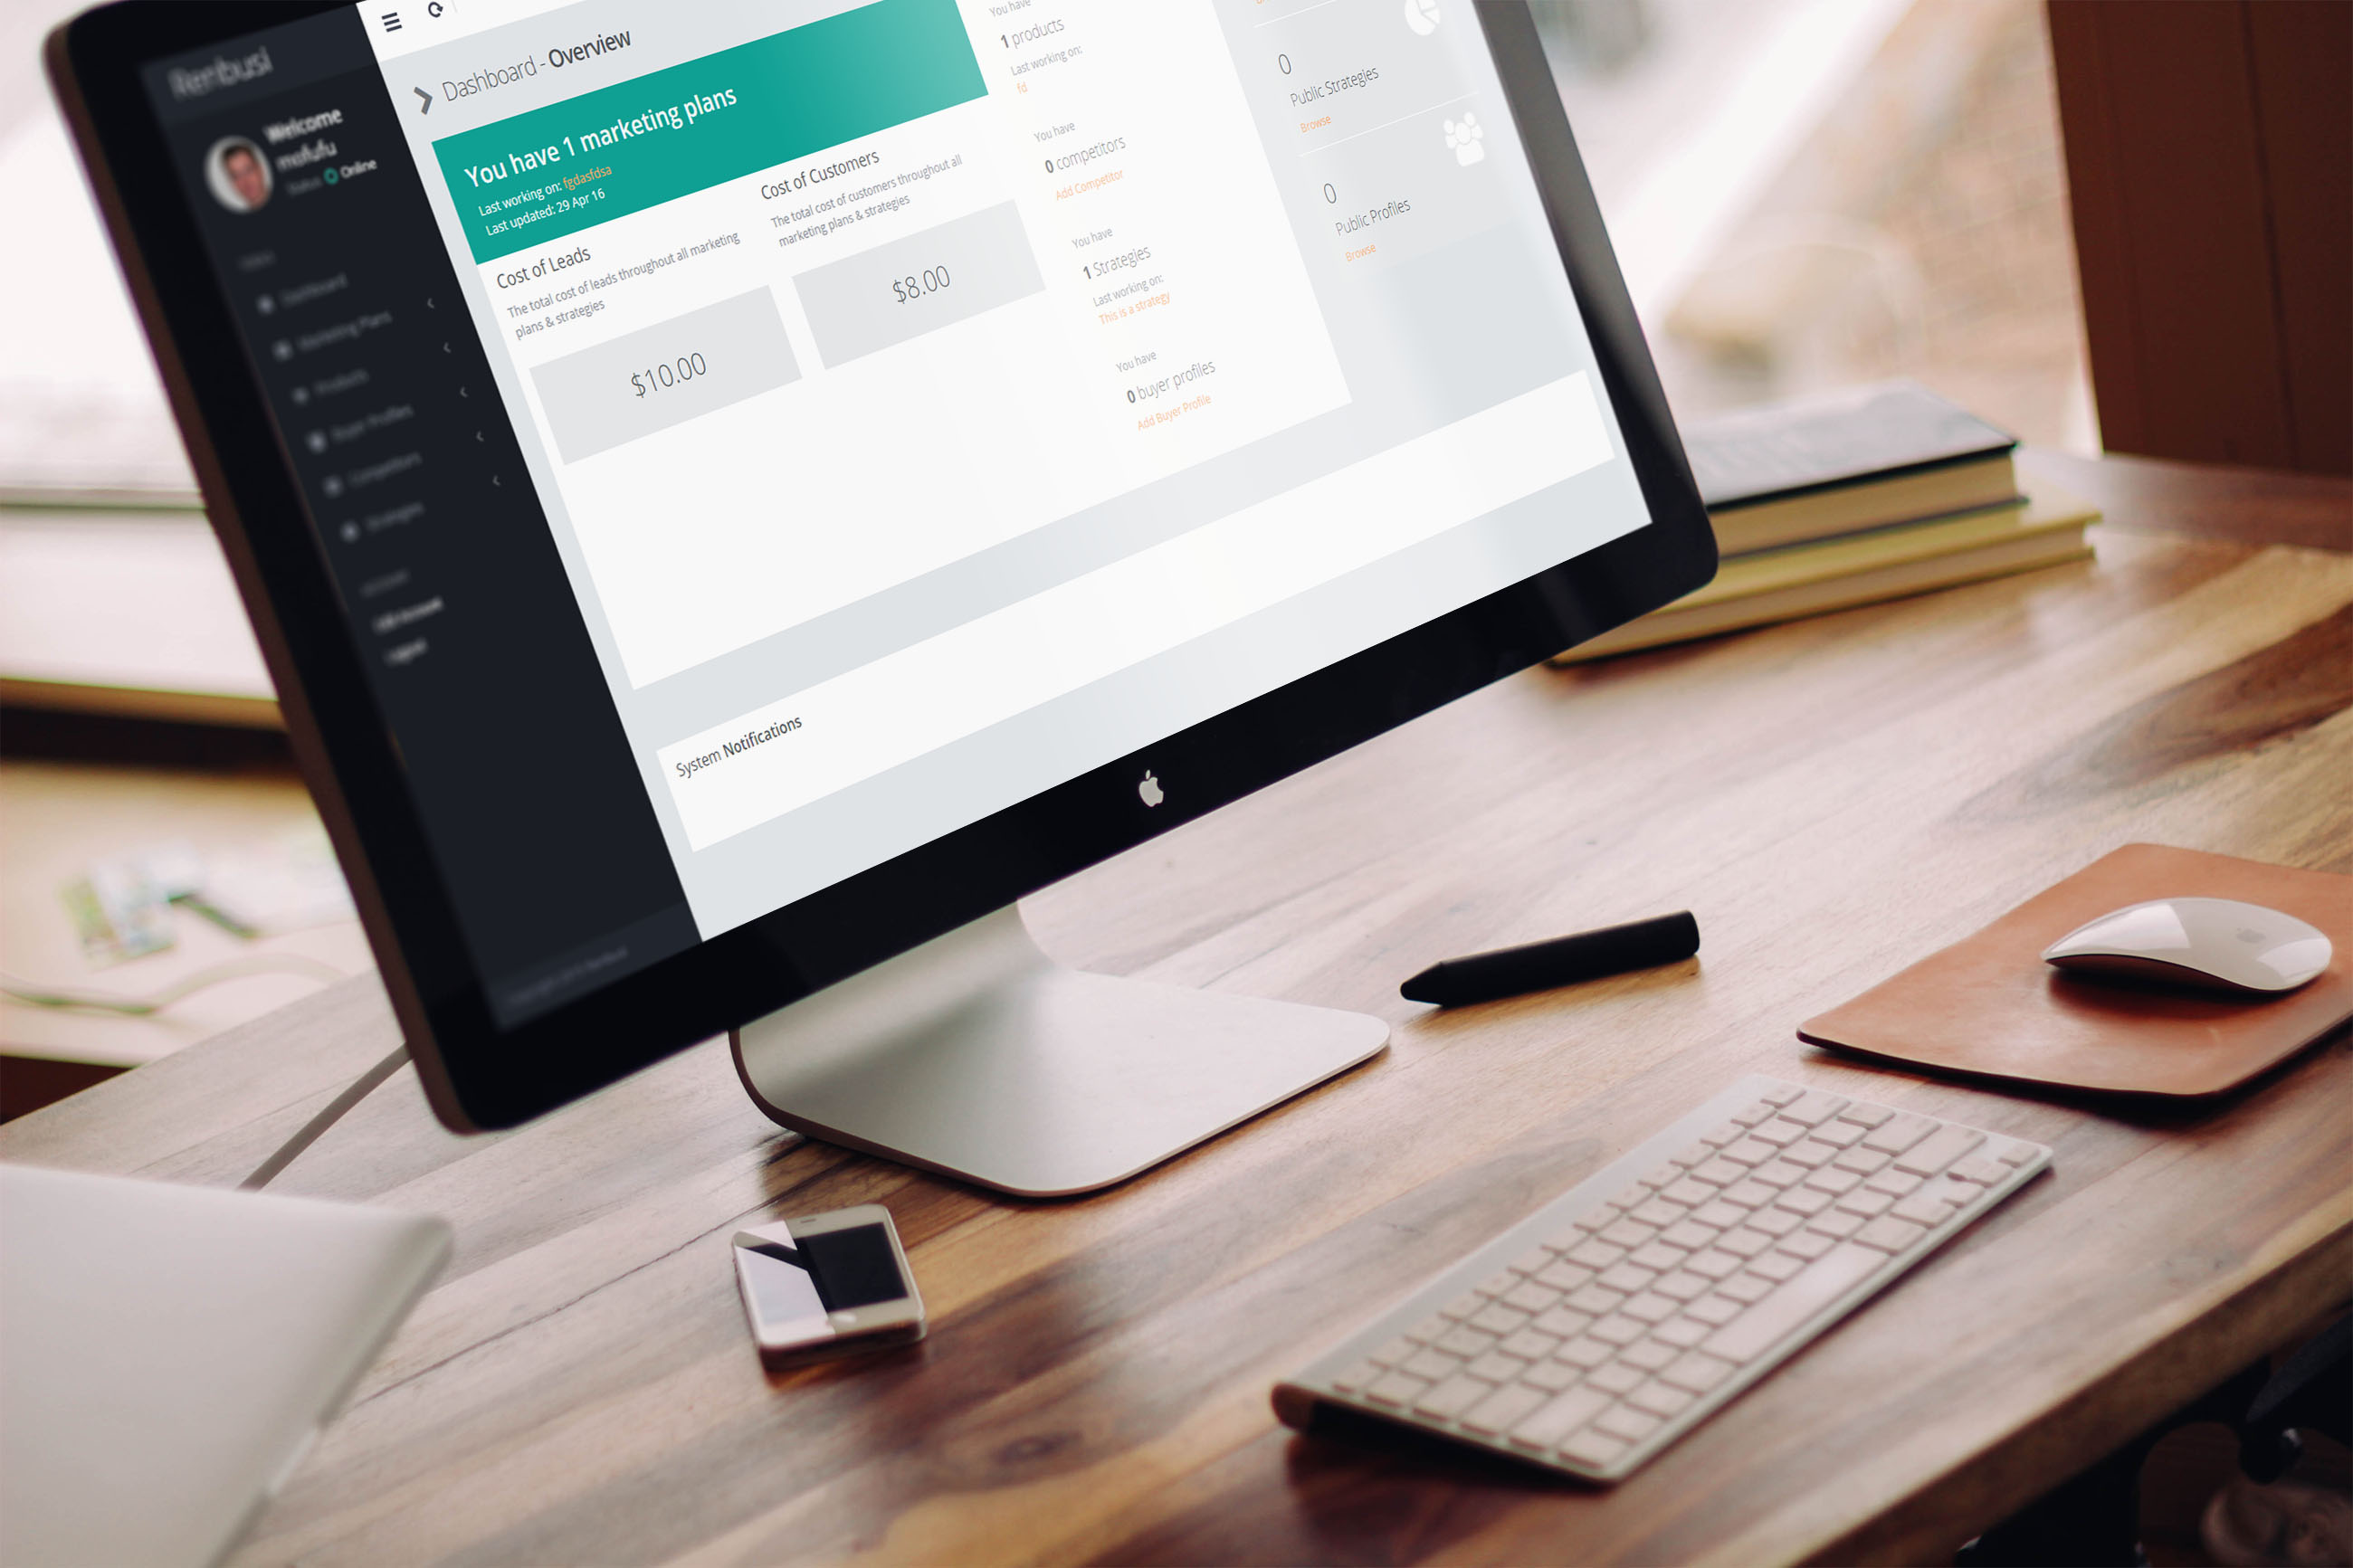 Renbusi
Welcome
mofufu
Status Online
Dashboard
Marketing Plans
Products
Buyer Profiles
Competitors
Strategies
Edit Account
Logout
Dashboard - Overview
You have 1 marketing plans
Last working on: fgdasfdsa
Last updated: 29 Apr 16
Cost of Leads
The total cost of leads throughout all marketing
plans & strategies
$10.00
Cost of Customers
The total cost of customers throughout all
marketing plans & strategies
$8.00
You have
1 products
Last working on:
fd
You have
0 competitors
Add Competitor
You have
1 Strategies
Last working on:
This is a strategy
You have
0 buyer profiles
Add Buyer Profile
0
Public Strategies
Browse
0
Public Profiles
Browse
System Notifications